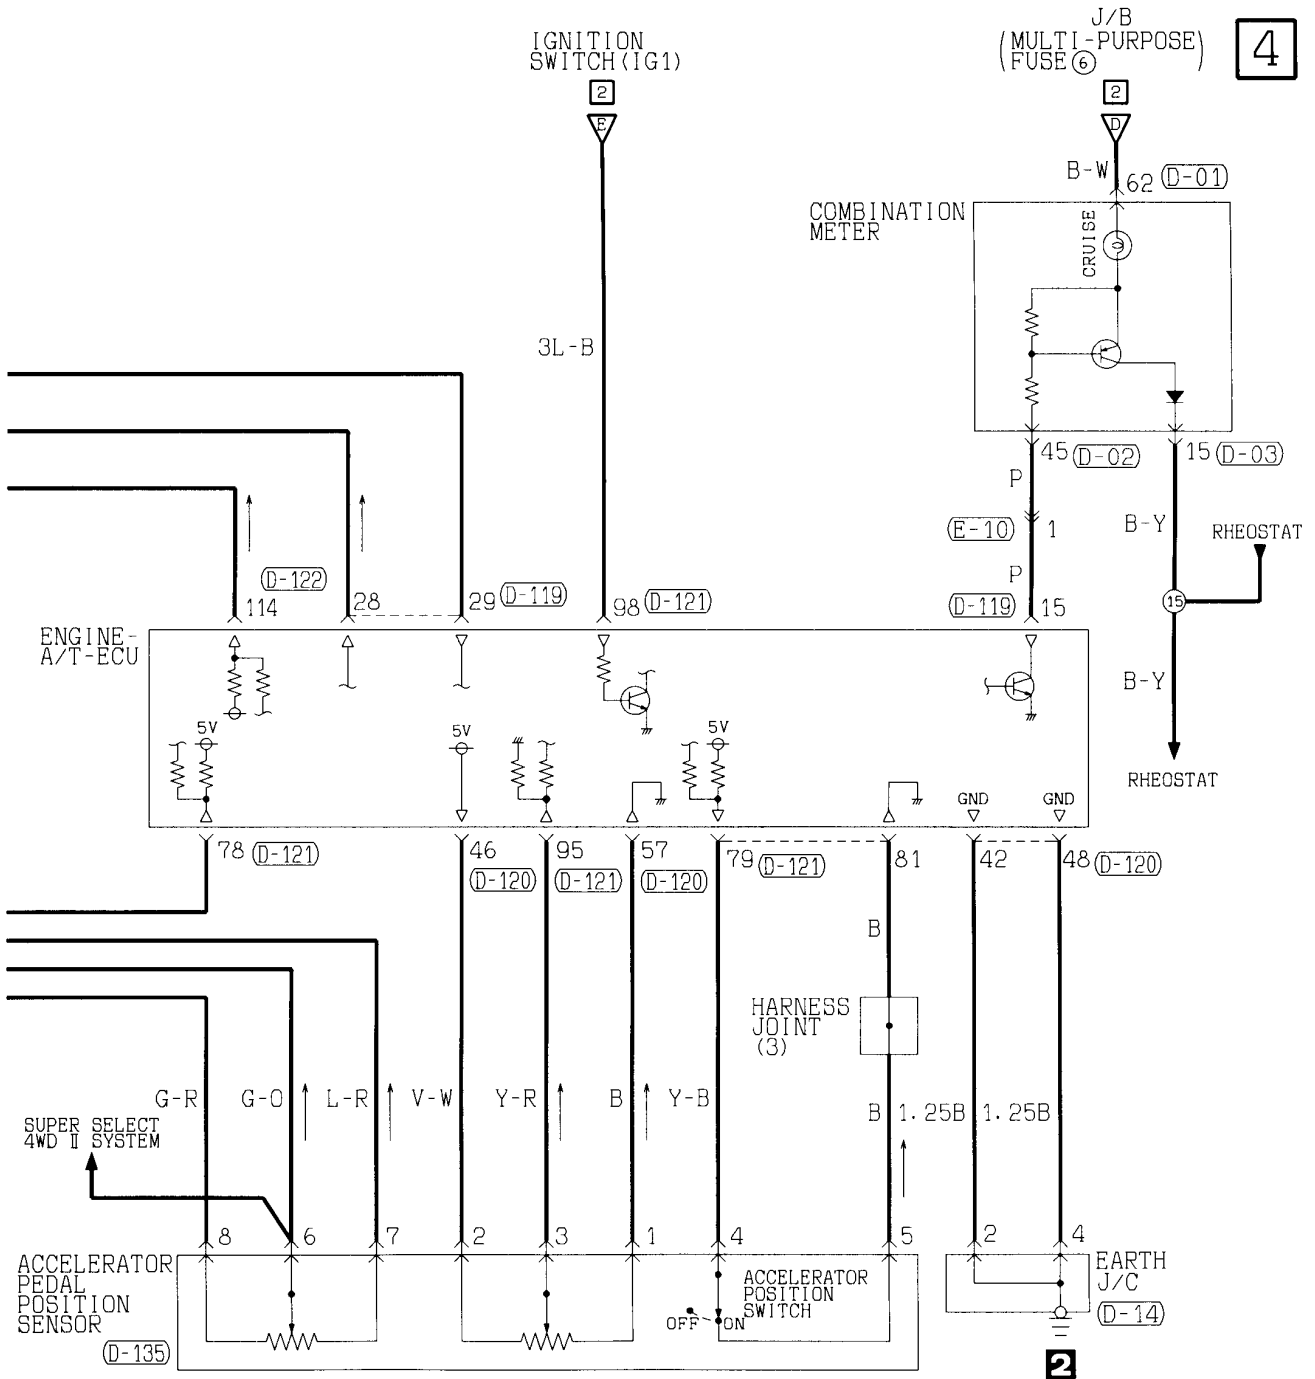 J/B
(MULTI-PURPOSE)
FUSE⑥
4
IGNITION
SWITCH(IG1)
2
2
E
D
B-W
62
D-01
COMBINATION
METER
CRUISE
3L-B
45
D-02
15
D-03
P
E-10
1
B-Y
RHEOSTAT
P
D-122
114
28
29
D-119
98
D-121
D-119
15
15
ENGINE-
A/T-ECU
B-Y
5V
5V
5V
RHEOSTAT
GND
GND
78
D-121
46
D-120
95
D-121
57
D-120
79
D-121
81
42
48
D-120
B
HARNESS
JOINT
(3)
G-R
G-O
L-R
V-W
Y-R
B
Y-B
B
1.25B
1.25B
SUPER SELECT
4WD Ⅱ SYSTEM
8
6
7
2
3
1
4
5
2
4
ACCELERATOR
PEDAL
POSITION
SENSOR
D-135
ACCELERATOR
POSITION
SWITCH
OFF
ON
EARTH
J/C
D-14
2